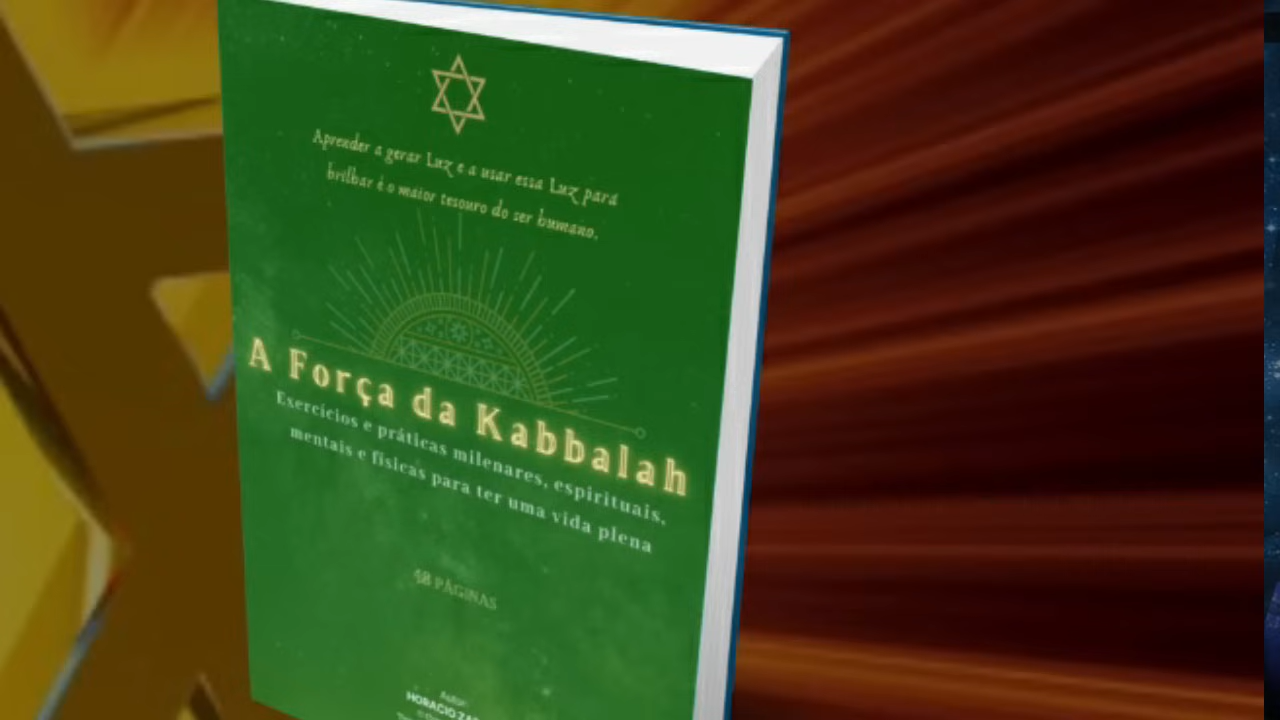 Aprender a gerar Luz e a usar essa Luz para
brilhar é o maior tesouro do ser humano.
A Força da Kabbalah
Exercícios e práticas milenares, espirituais,
mentais e físicas para ter uma vida plena
48 PÁGINAS
Autor:
HORACIO